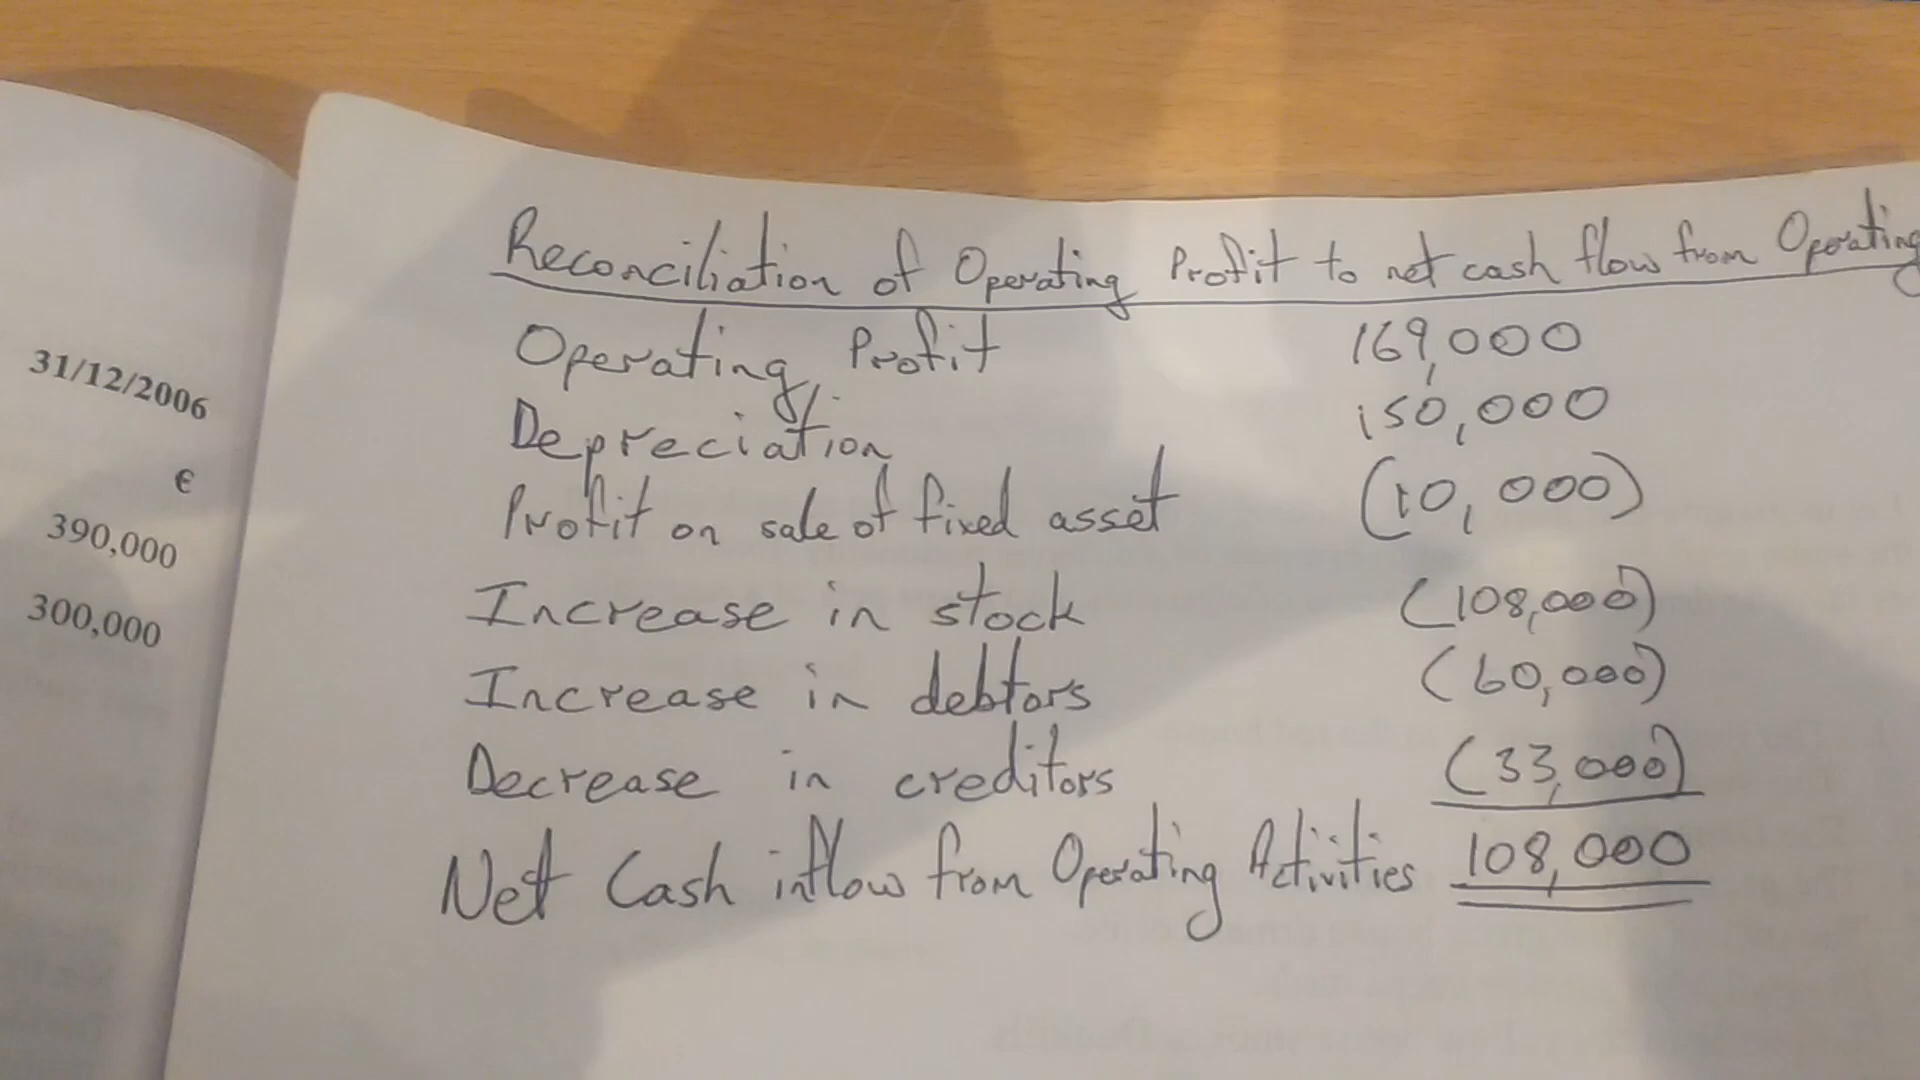 31/12/2006
€
390,000
300,000
Reconciliation of Operating Profit to net cash flow from Operating
Operating Profit 169,000
Depreciation 150,000
Profit on sale of fixed asset (10,000)
Increase in stock (108,000)
Increase in debtors (60,000)
Decrease in creditors (33,000)
Net Cash inflow from Operating Activities 108,000